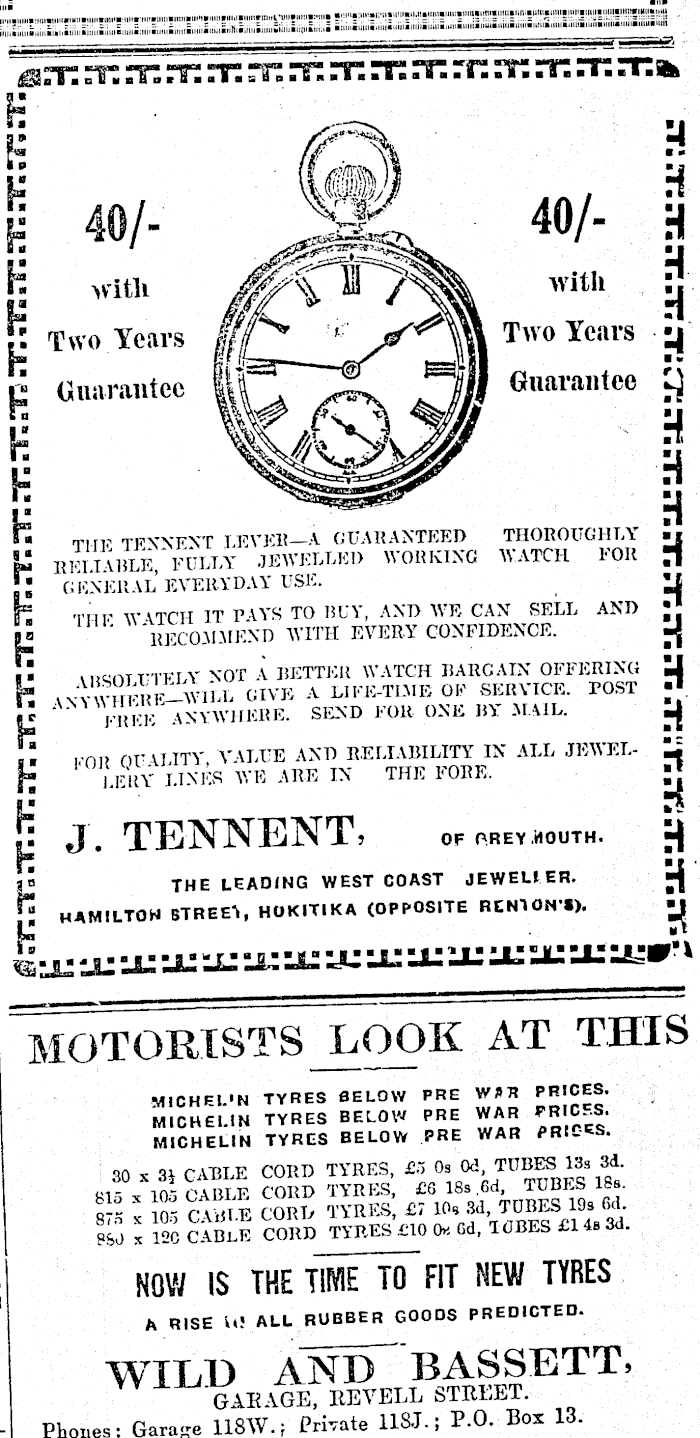 40/-
with
Two Years
Guarantee
40/-
with
Two Years
Guarantee
THE TENNENT LEVER—A GUARANTEED THOROUGHLY
RELIABLE, FULLY JEWELLED WORKING WATCH FOR
GENERAL EVERYDAY USE.
THE WATCH IT PAYS TO BUY, AND WE CAN SELL AND
RECOMMEND WITH EVERY CONFIDENCE.
ABSOLUTELY NOT A BETTER WATCH BARGAIN OFFERING
ANYWHERE—WILL GIVE A LIFE-TIME OF SERVICE. POST
FREE ANYWHERE. SEND FOR ONE BY MAIL.
FOR QUALITY, VALUE AND RELIABILITY IN ALL JEWEL-
LERY LINES WE ARE IN THE FORE.
J. TENNENT, OF GREYMOUTH.
THE LEADING WEST COAST JEWELLER.
HAMILTON STREET, HOKITIKA (OPPOSITE RENTON'S).
MOTORISTS LOOK AT THIS
MICHELIN TYRES BELOW PRE WAR PRICES.
MICHELIN TYRES BELOW PRE WAR PRICES.
MICHELIN TYRES BELOW PRE WAR PRICES.
30 x 3½ CABLE CORD TYRES, £5 0s 0d, TUBES 13s 3d.
815 x 105 CABLE CORD TYRES, £6 18s 6d, TUBES 18s.
875 x 105 CABLE CORD TYRES, £7 10s 3d, TUBES 19s 6d.
880 x 120 CABLE CORD TYRES £10 0s 6d, TUBES £1 4s 3d.
NOW IS THE TIME TO FIT NEW TYRES
A RISE IN ALL RUBBER GOODS PREDICTED.
WILD AND BASSETT,
GARAGE, REVELL STREET.
Phones: Garage 118W.; Private 118J.; P.O. Box 13.